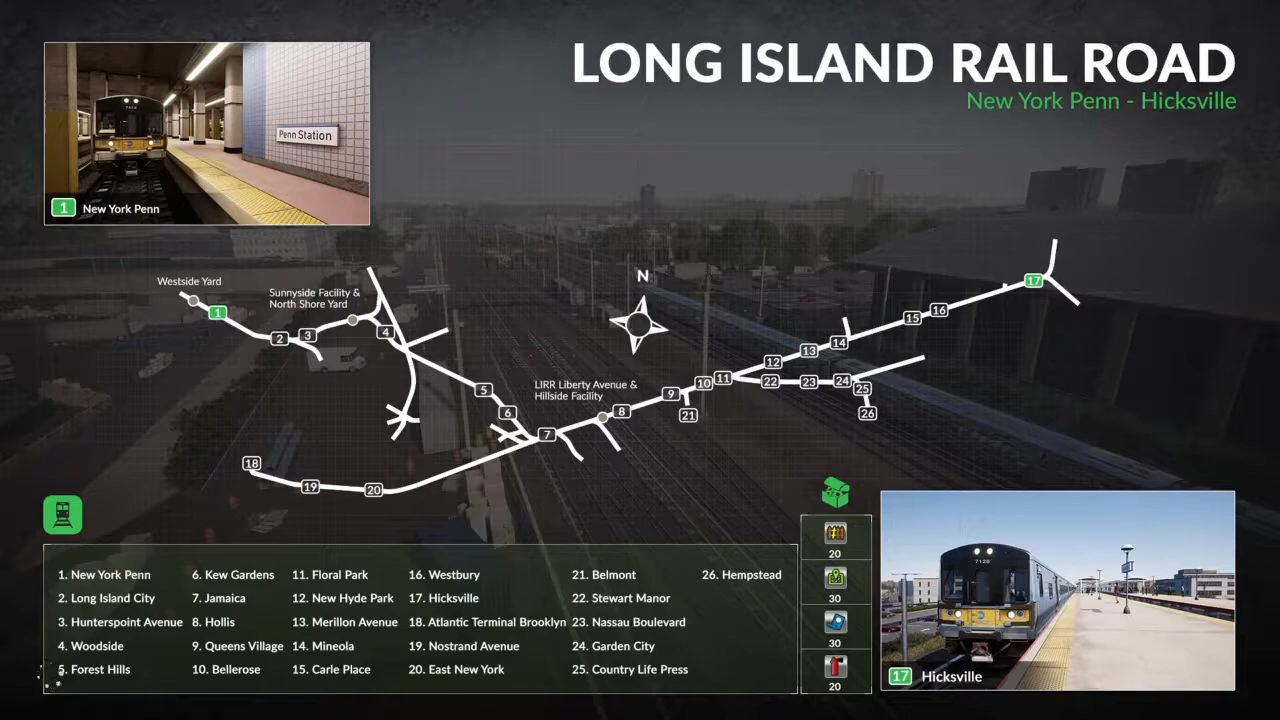 LONG ISLAND RAIL ROAD
New York Penn - Hicksville
Penn Station
1 New York Penn
N
Westside Yard
Sunnyside Facility &
North Shore Yard
LIRR Liberty Avenue &
Hillside Facility
1
2
3
4
5
6
7
8
9
10
11
12
13
14
15
16
17
18
19
20
21
22
23
24
25
26
1. New York Penn
2. Long Island City
3. Hunterspoint Avenue
4. Woodside
5. Forest Hills
6. Kew Gardens
7. Jamaica
8. Hollis
9. Queens Village
10. Bellerose
11. Floral Park
12. New Hyde Park
13. Merillon Avenue
14. Mineola
15. Carle Place
16. Westbury
17. Hicksville
18. Atlantic Terminal Brooklyn
19. Nostrand Avenue
20. East New York
21. Belmont
22. Stewart Manor
23. Nassau Boulevard
24. Garden City
25. Country Life Press
26. Hempstead
20
30
30
20
7126
17 Hicksville